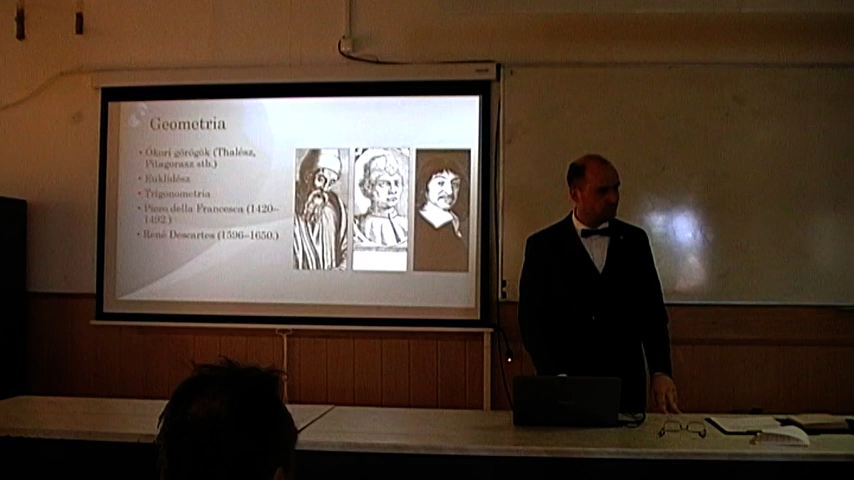 Geometria
• Ókori görögök (Thalész,
Pitagorasz stb.)
• Euklidész
• Trigonometria
• Piero della Francesca (1420–
1492.)
• René Descartes (1596–1650.)